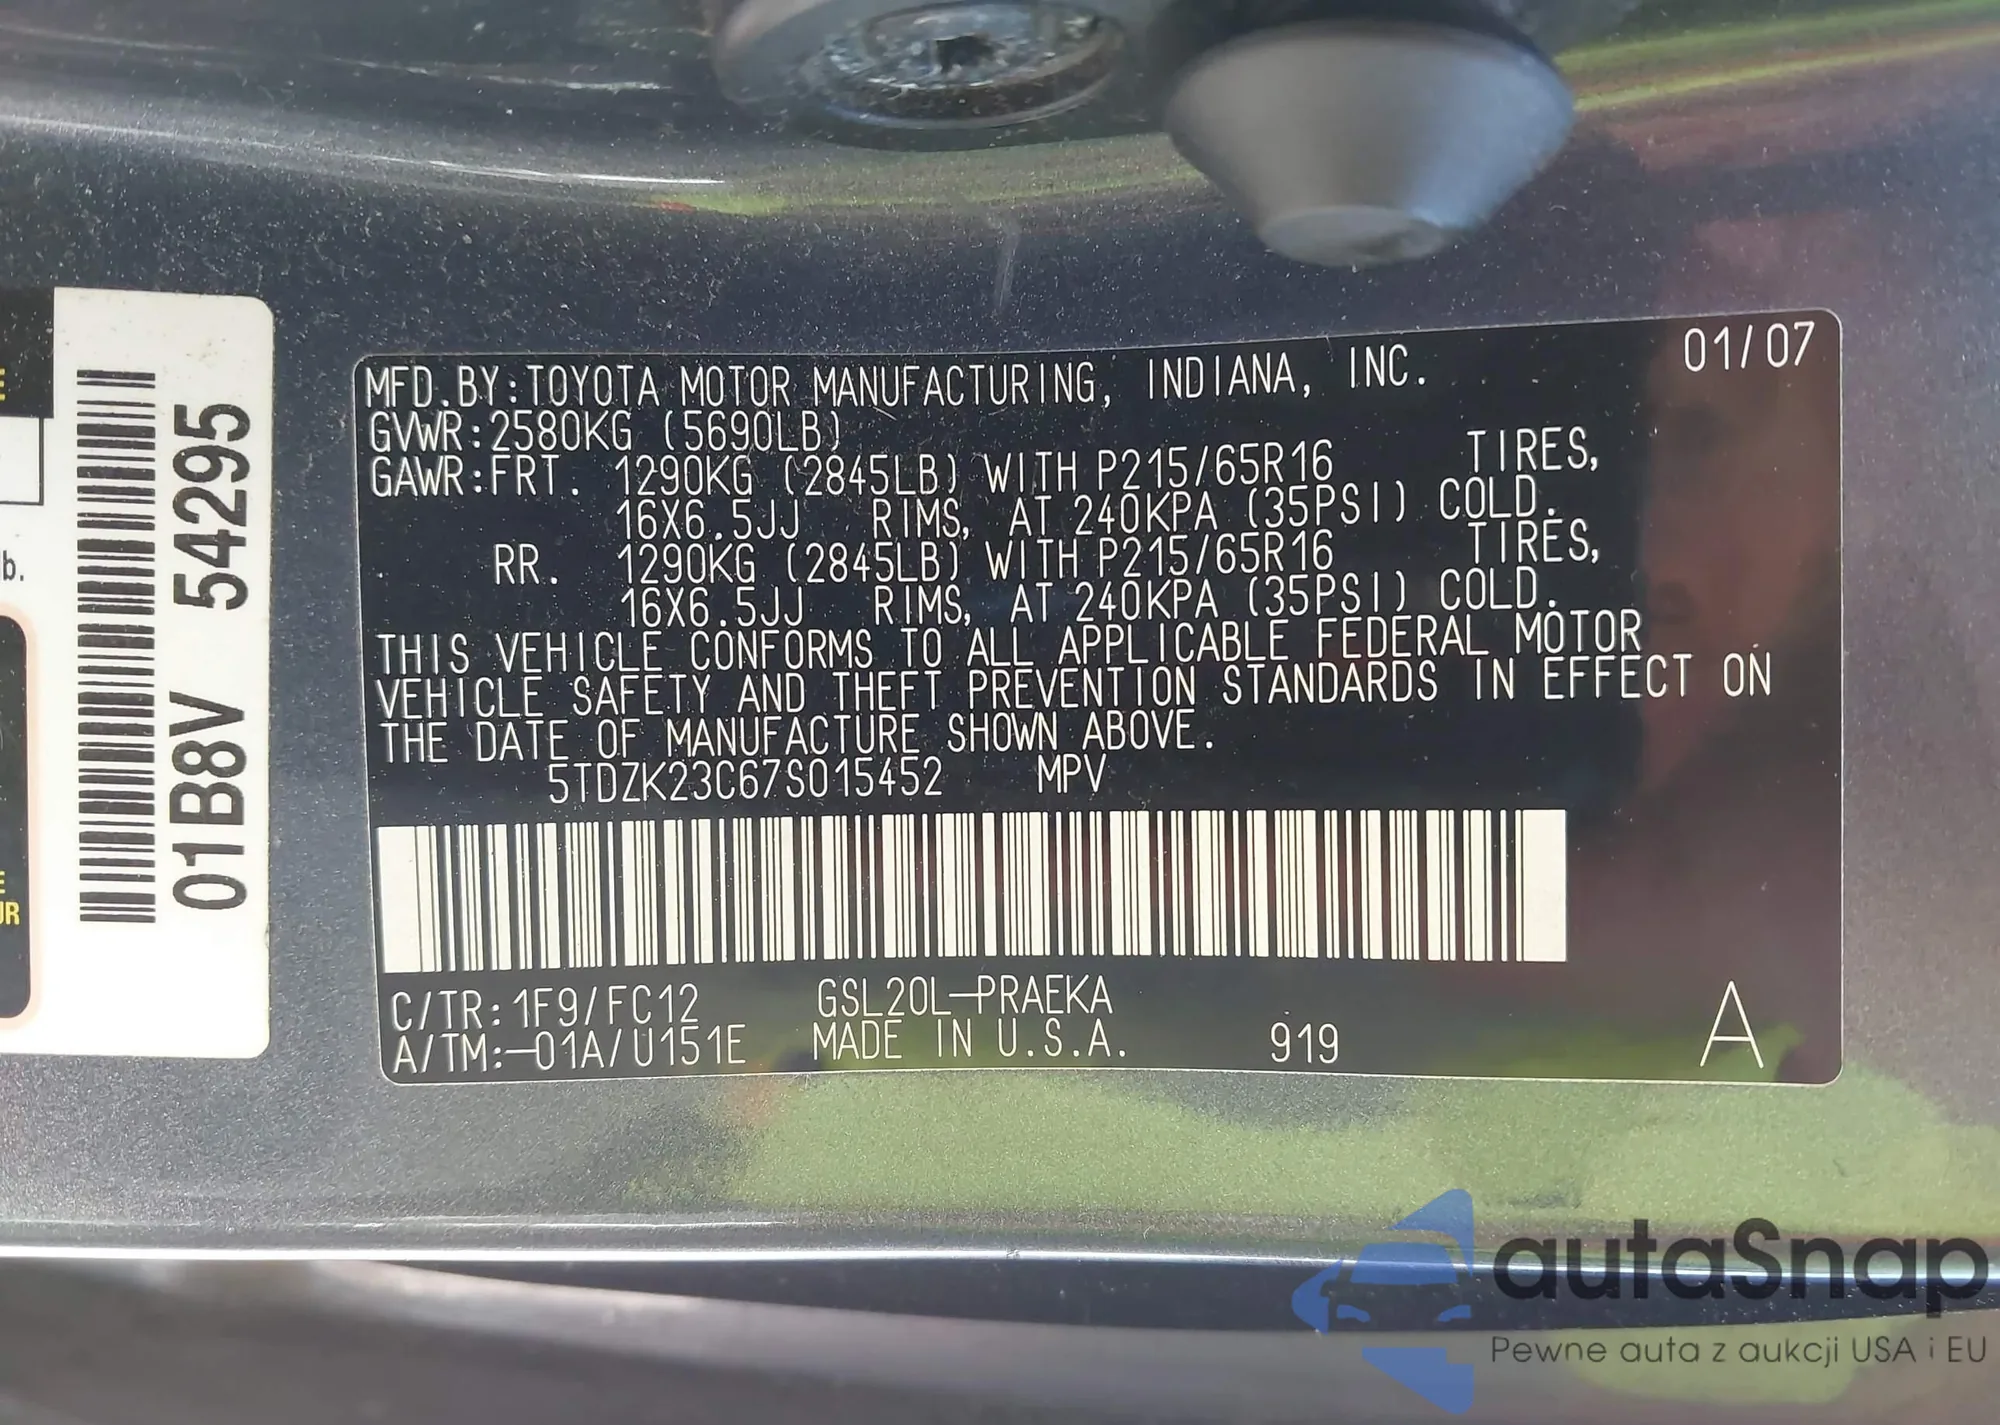 01B8V 54295
lb.
01/07
MFD.BY:TOYOTA MOTOR MANUFACTURING, INDIANA, INC.
GVWR:2580KG (5690LB)
GAWR:FRT. 1290KG (2845LB) WITH P215/65R16 TIRES,
16X6.5JJ RIMS, AT 240KPA (35PSI) COLD.
RR. 1290KG (2845LB) WITH P215/65R16 TIRES,
16X6.5JJ RIMS, AT 240KPA (35PSI) COLD.
THIS VEHICLE CONFORMS TO ALL APPLICABLE FEDERAL MOTOR
VEHICLE SAFETY AND THEFT PREVENTION STANDARDS IN EFFECT ON
THE DATE OF MANUFACTURE SHOWN ABOVE.
5TDZK23C67S015452 MPV
C/TR:1F9/FC12 GSL20L-PRAEKA
A/TM:-01A/U151E MADE IN U.S.A. 919 A
autaSnap
Pewne auta z aukcji USA i EU